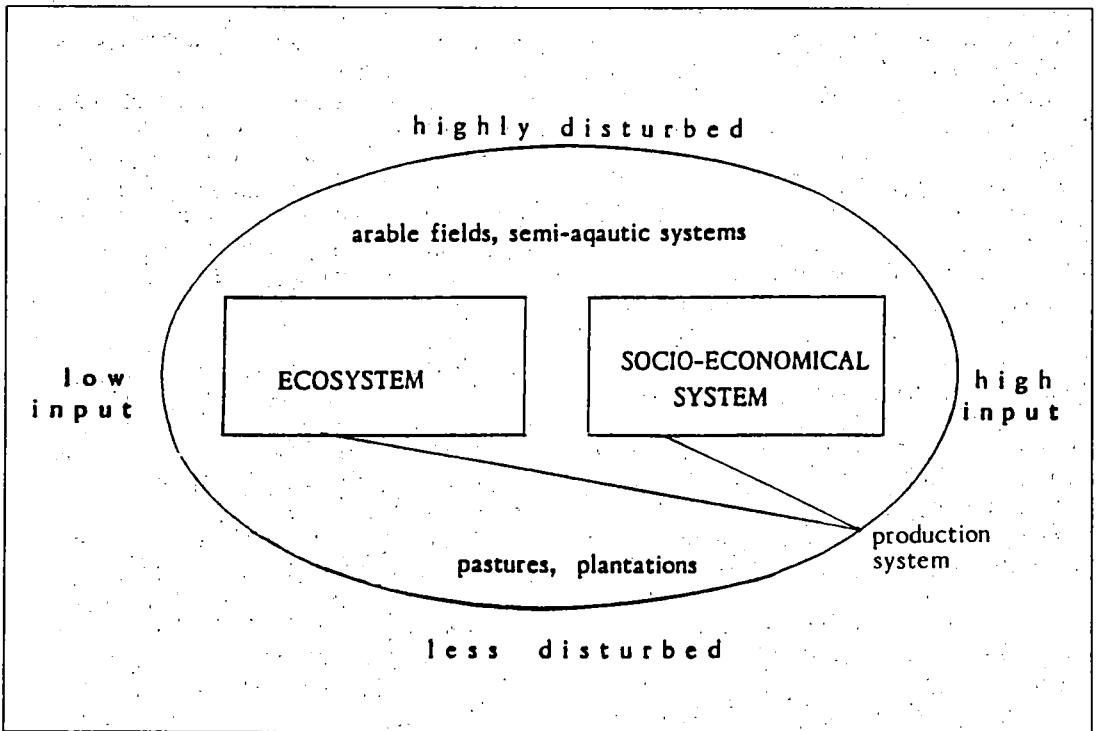 highly disturbed
arable fields, semi-aqautic systems
low
input
ECOSYSTEM
SOCIO-ECONOMICAL
SYSTEM
high
input
production
system
pastures, plantations
less disturbed